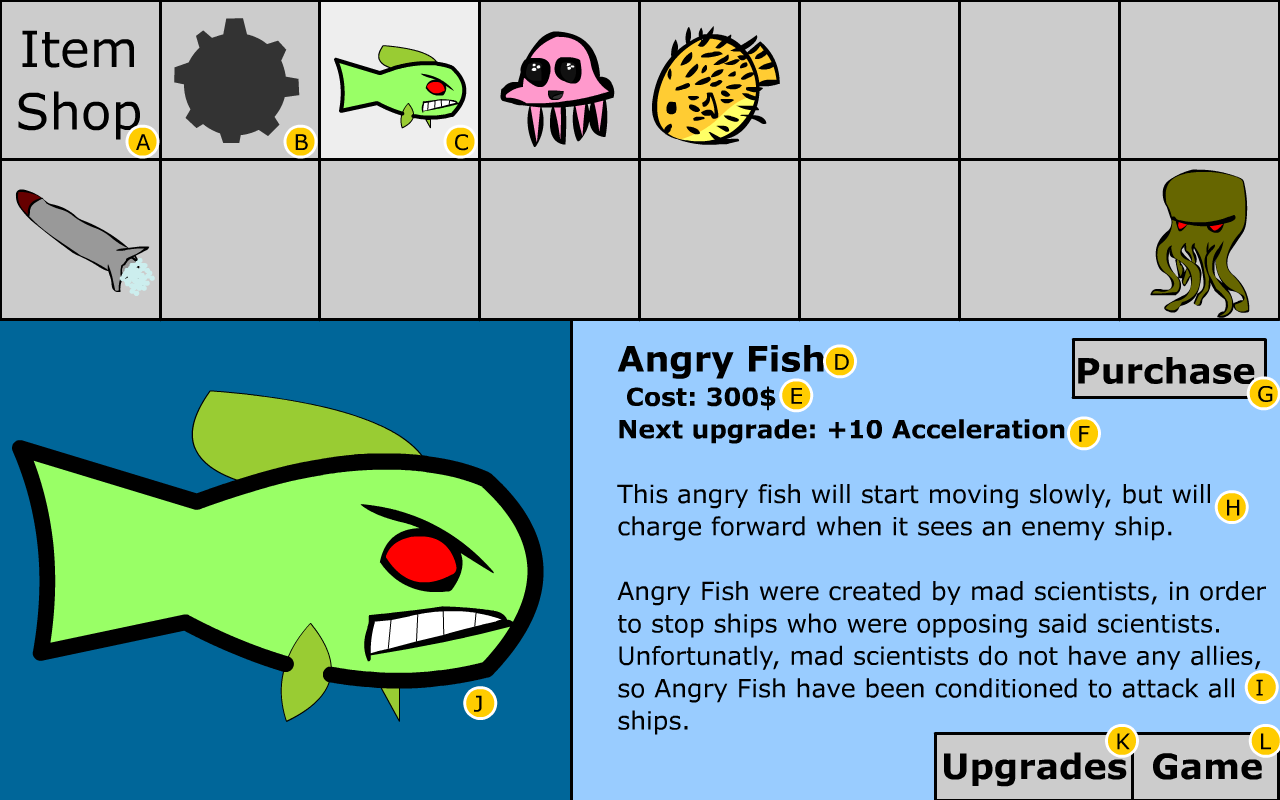 Item
Shop
A
B
C
Angry Fish D
Cost: 300$ E
Purchase G
Next upgrade: +10 Acceleration F
This angry fish will start moving slowly, but will H
charge forward when it sees an enemy ship.
Angry Fish were created by mad scientists, in order
to stop ships who were opposing said scientists.
Unfortunatly, mad scientists do not have any allies,
so Angry Fish have been conditioned to attack all I
ships.
J
Upgrades K
Game L